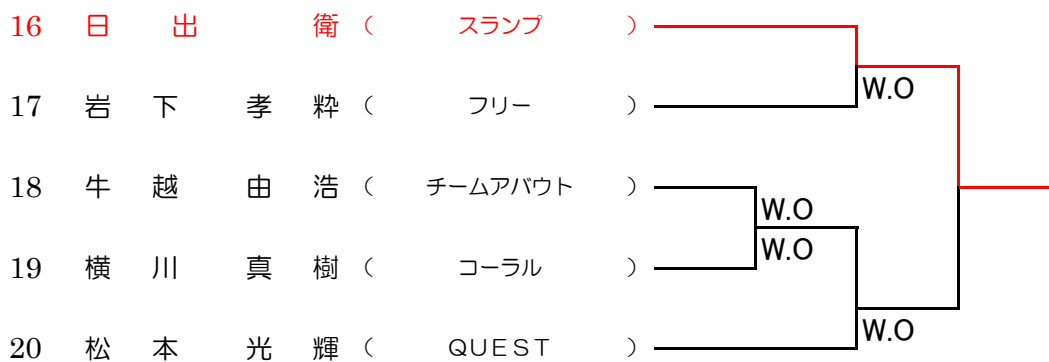 16 日 出 衛 （ スランプ ）
W.O
17 岩 下 孝 粋 （ フリー ）
18 牛 越 由 浩 （ チームアバウト ）
W.O
W.O
19 横 川 真 樹 （ コーラル ）
W.O
20 松 本 光 輝 （ QUEST ）